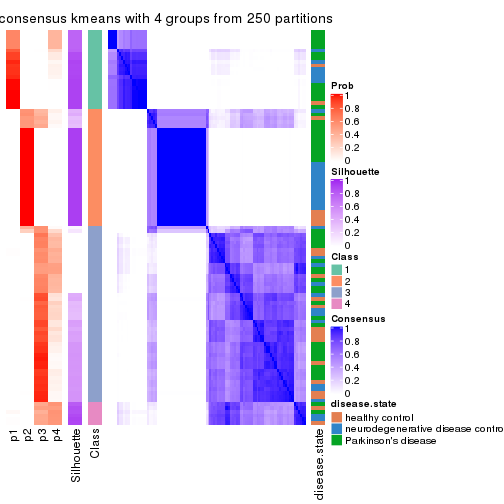 consensus kmeans with 4 groups from 250 partitions
Prob
1
0.8
0.6
0.4
0.2
0
Silhouette
1
0.8
0.6
0.4
0.2
0
Class
1
2
3
4
Consensus
1
0.8
0.6
0.4
0.2
0
disease.state
healthy control
neurodegenerative disease contro
Parkinson's disease
p1
p2
p3
p4
Silhouette
Class
disease.state